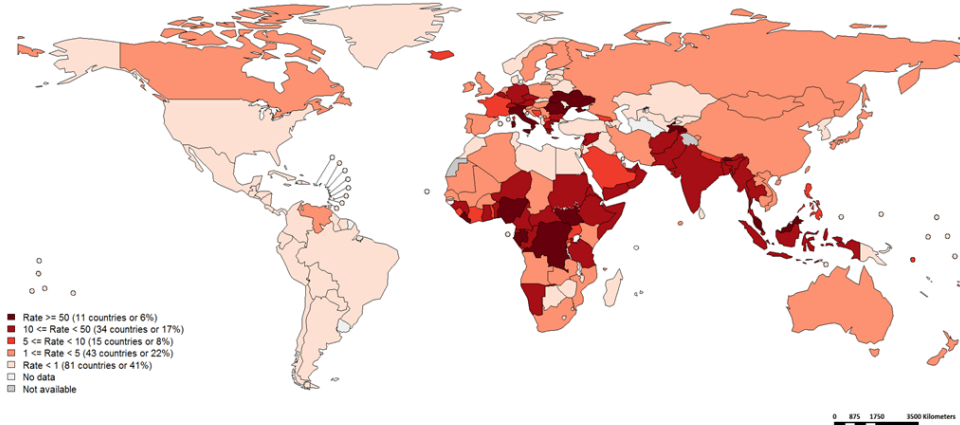 Rate >= 50 (11 countries or 6%)
10 <= Rate < 50 (34 countries or 17%)
5 <= Rate < 10 (15 countries or 8%)
1 <= Rate < 5 (43 countries or 22%)
Rate < 1 (81 countries or 41%)
No data
Not available
0 875 1750 3500 Kilometers